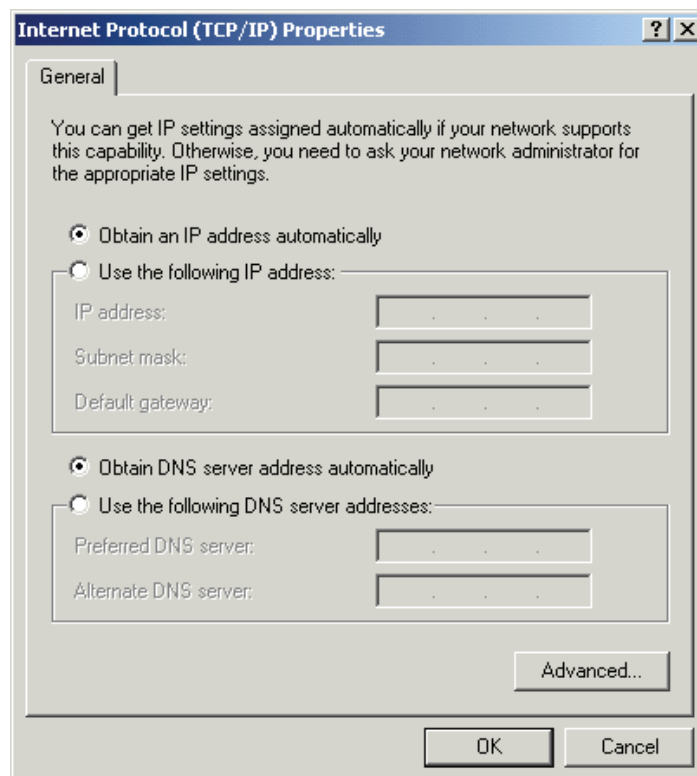 Internet Protocol (TCP/IP) Properties
General
You can get IP settings assigned automatically if your network supports
this capability. Otherwise, you need to ask your network administrator for
the appropriate IP settings.
Obtain an IP address automatically
Use the following IP address:
IP address:
Subnet mask:
Default gateway:
Obtain DNS server address automatically
Use the following DNS server addresses:
Preferred DNS server:
Alternate DNS server:
Advanced...
OK
Cancel